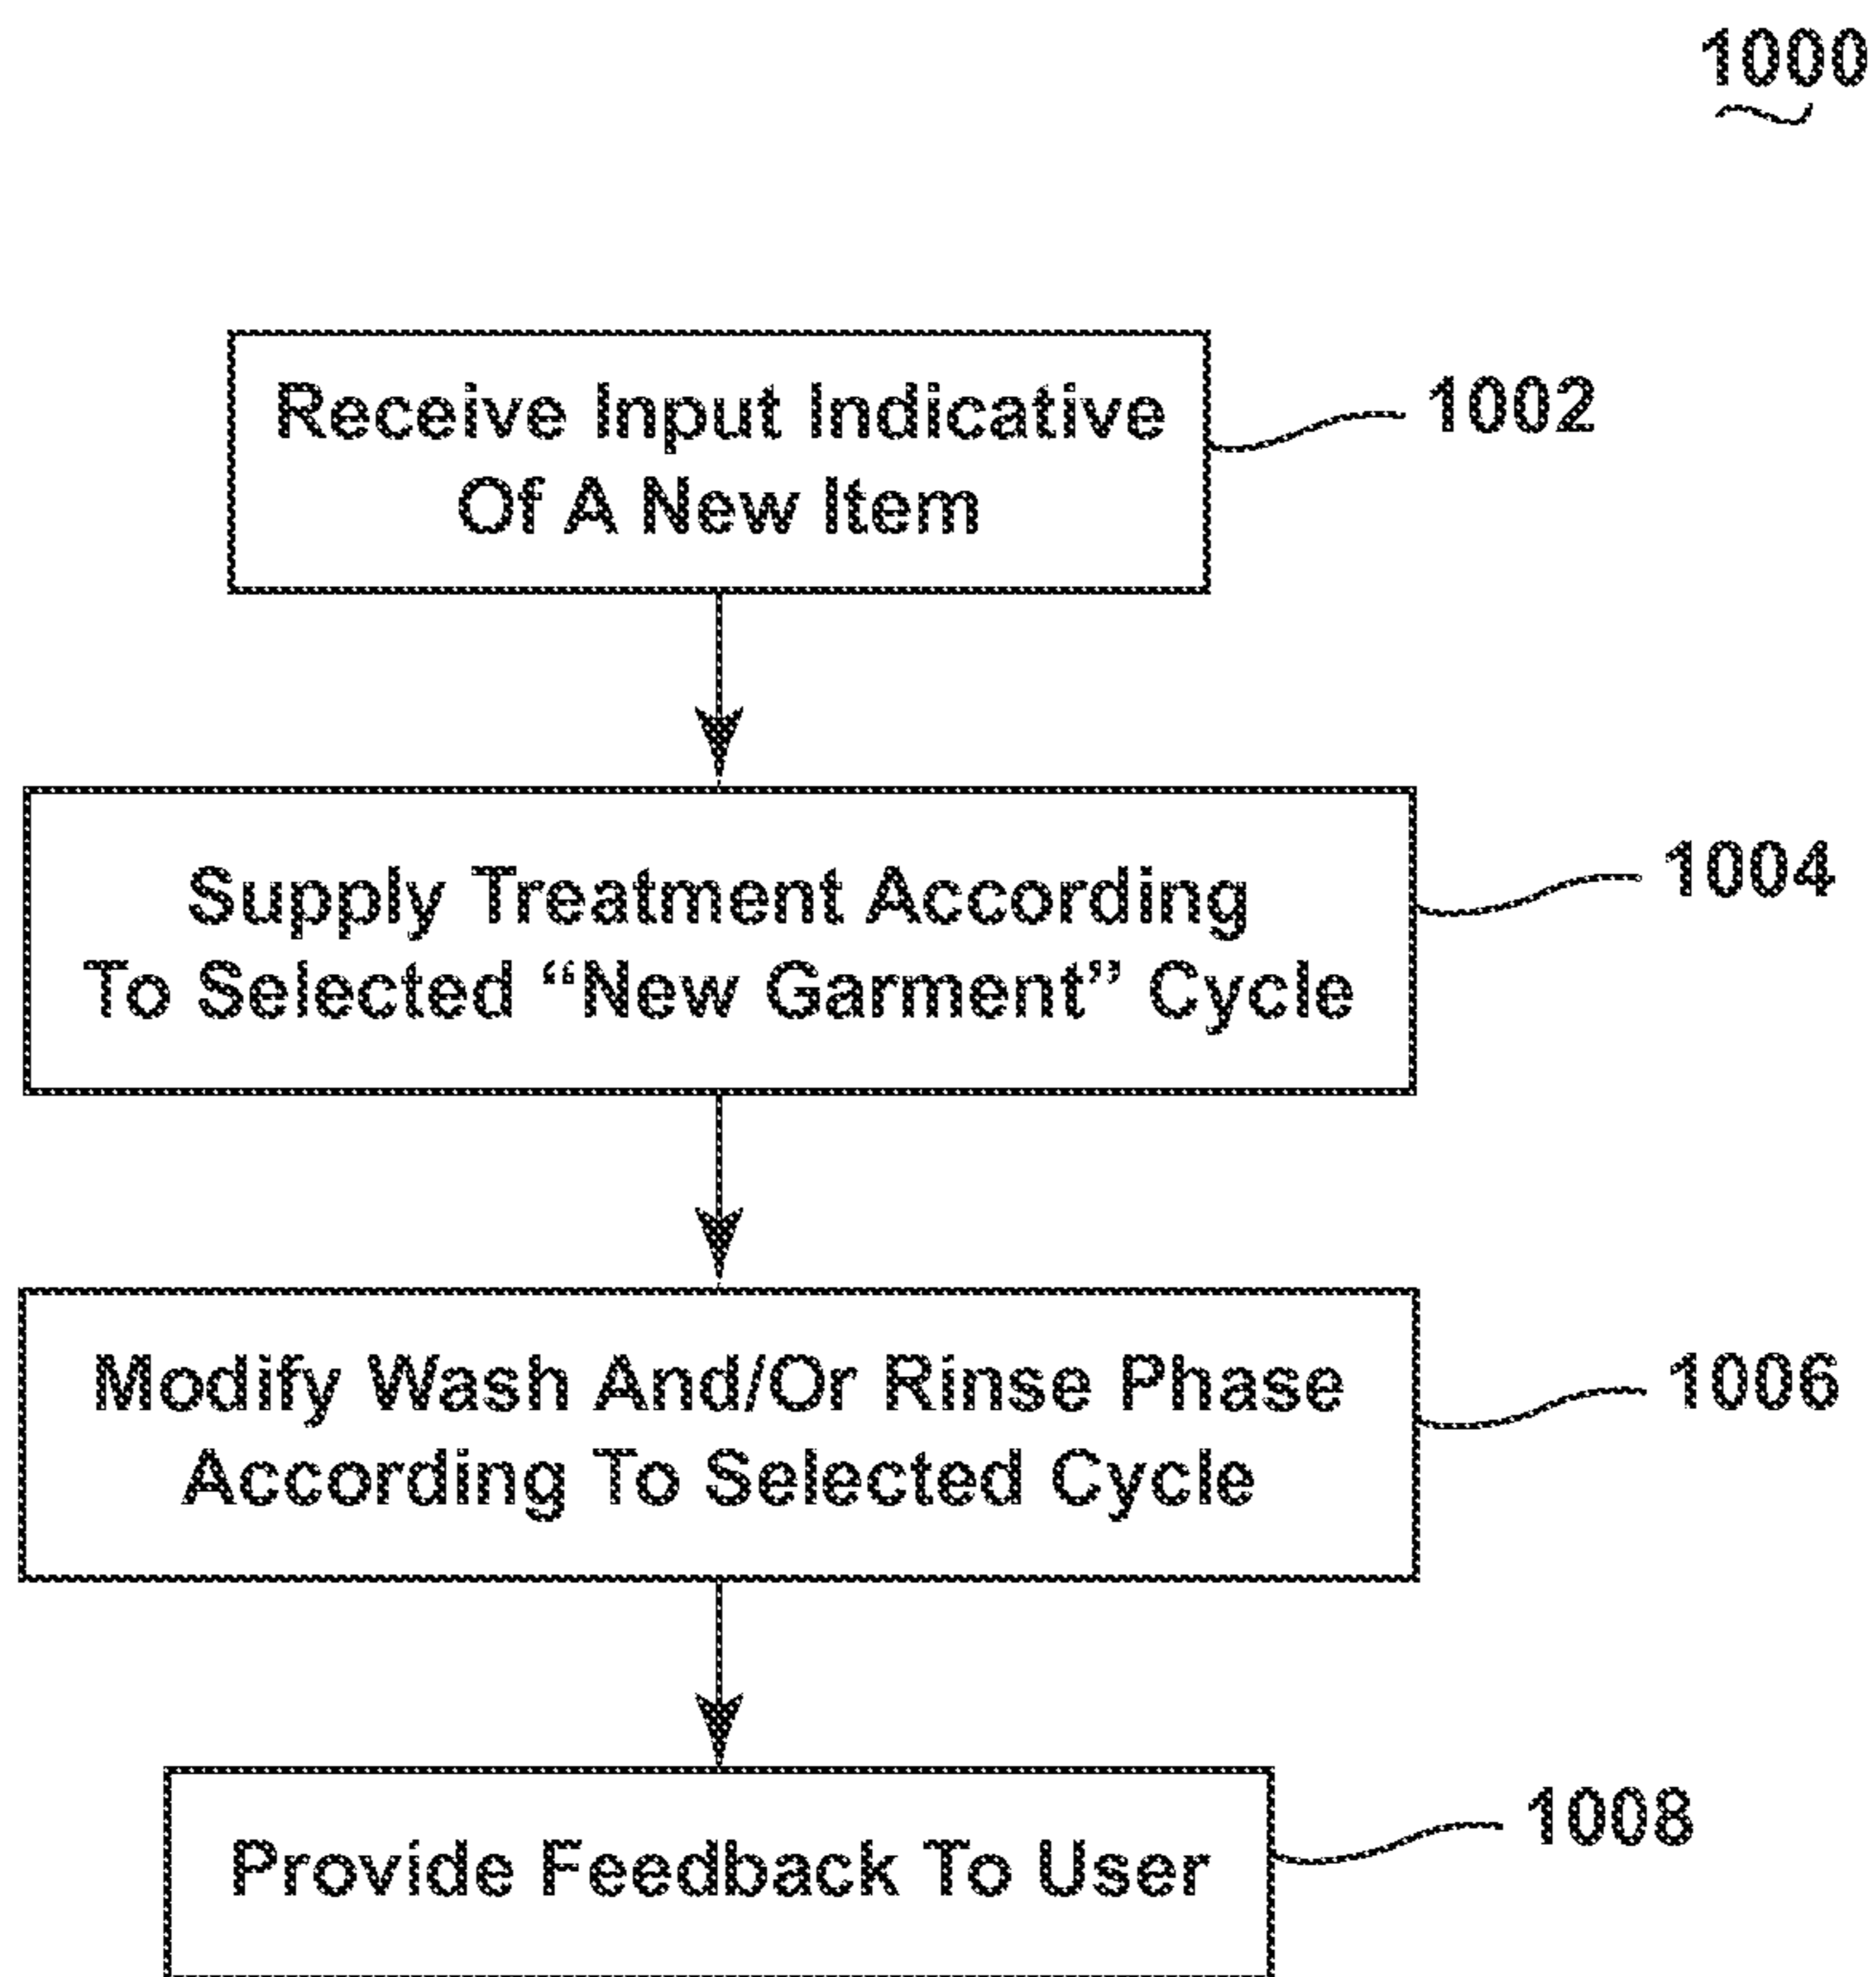 1000
Receive Input Indicative
Of A New Item
1002
Supply Treatment According
To Selected “New Garment” Cycle
1004
Modify Wash And/Or Rinse Phase
According To Selected Cycle
1006
Provide Feedback To User
1008